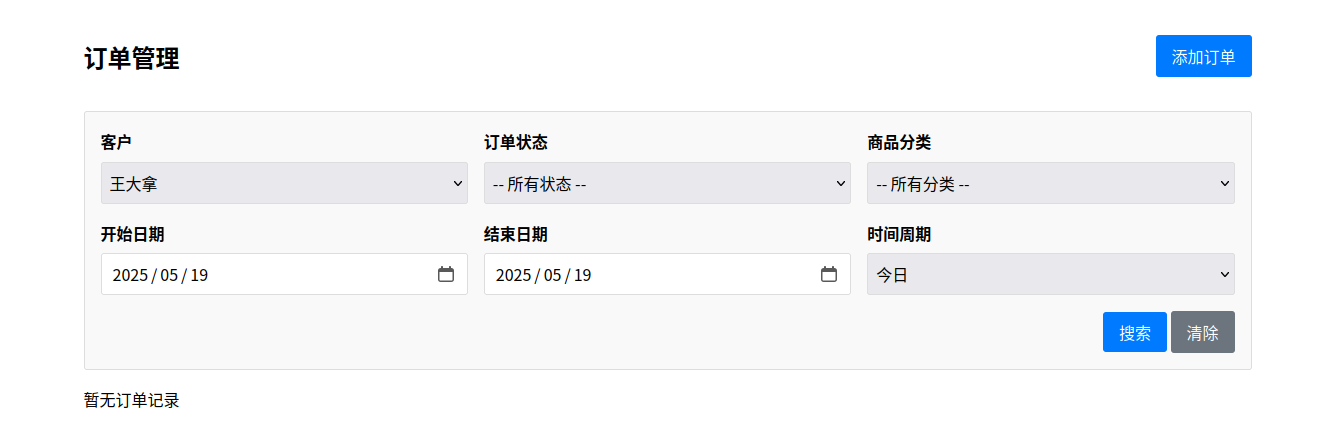 订单管理
添加订单
客户 订单状态 商品分类
王大拿 -- 所有状态 -- -- 所有分类 --
开始日期 结束日期 时间周期
2025 / 05 / 19 2025 / 05 / 19 今日
搜索 清除
暂无订单记录